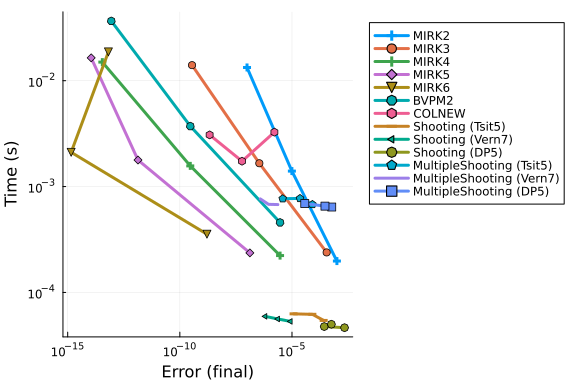 MIRK2
MIRK3
MIRK4
MIRK5
MIRK6
BVPM2
COLNEW
Shooting (Tsit5)
Shooting (Vern7)
Shooting (DP5)
MultipleShooting (Tsit5)
MultipleShooting (Vern7)
MultipleShooting (DP5)
Time (s)
10⁻²
10⁻³
10⁻⁴
10⁻¹⁵ 10⁻¹⁰ 10⁻⁵
Error (final)